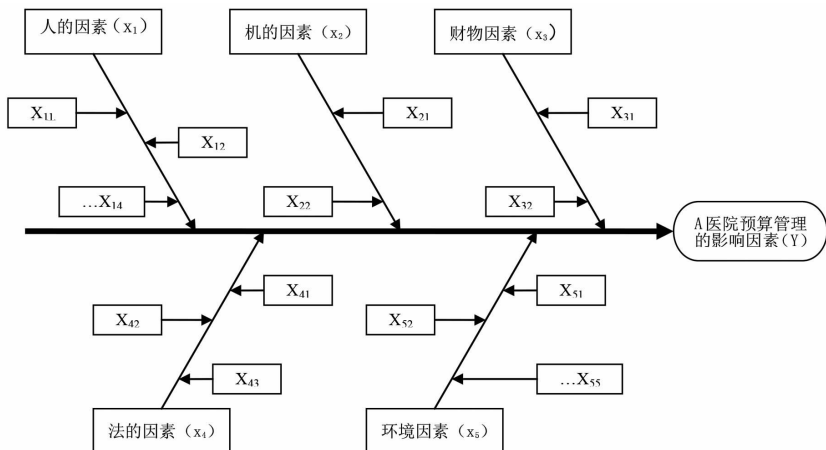 人的因素（x₁）
机的因素（x₂）
财物因素（x₃）
X₁₁
X₂₁
X₃₁
X₁₂
…X₁₄
X₂₂
X₃₂
A医院预算管理
的影响因素(Y)
X₄₁
X₅₁
X₄₂
X₅₂
X₄₃
…X₅₅
法的因素（x₄）
环境因素（x₅）